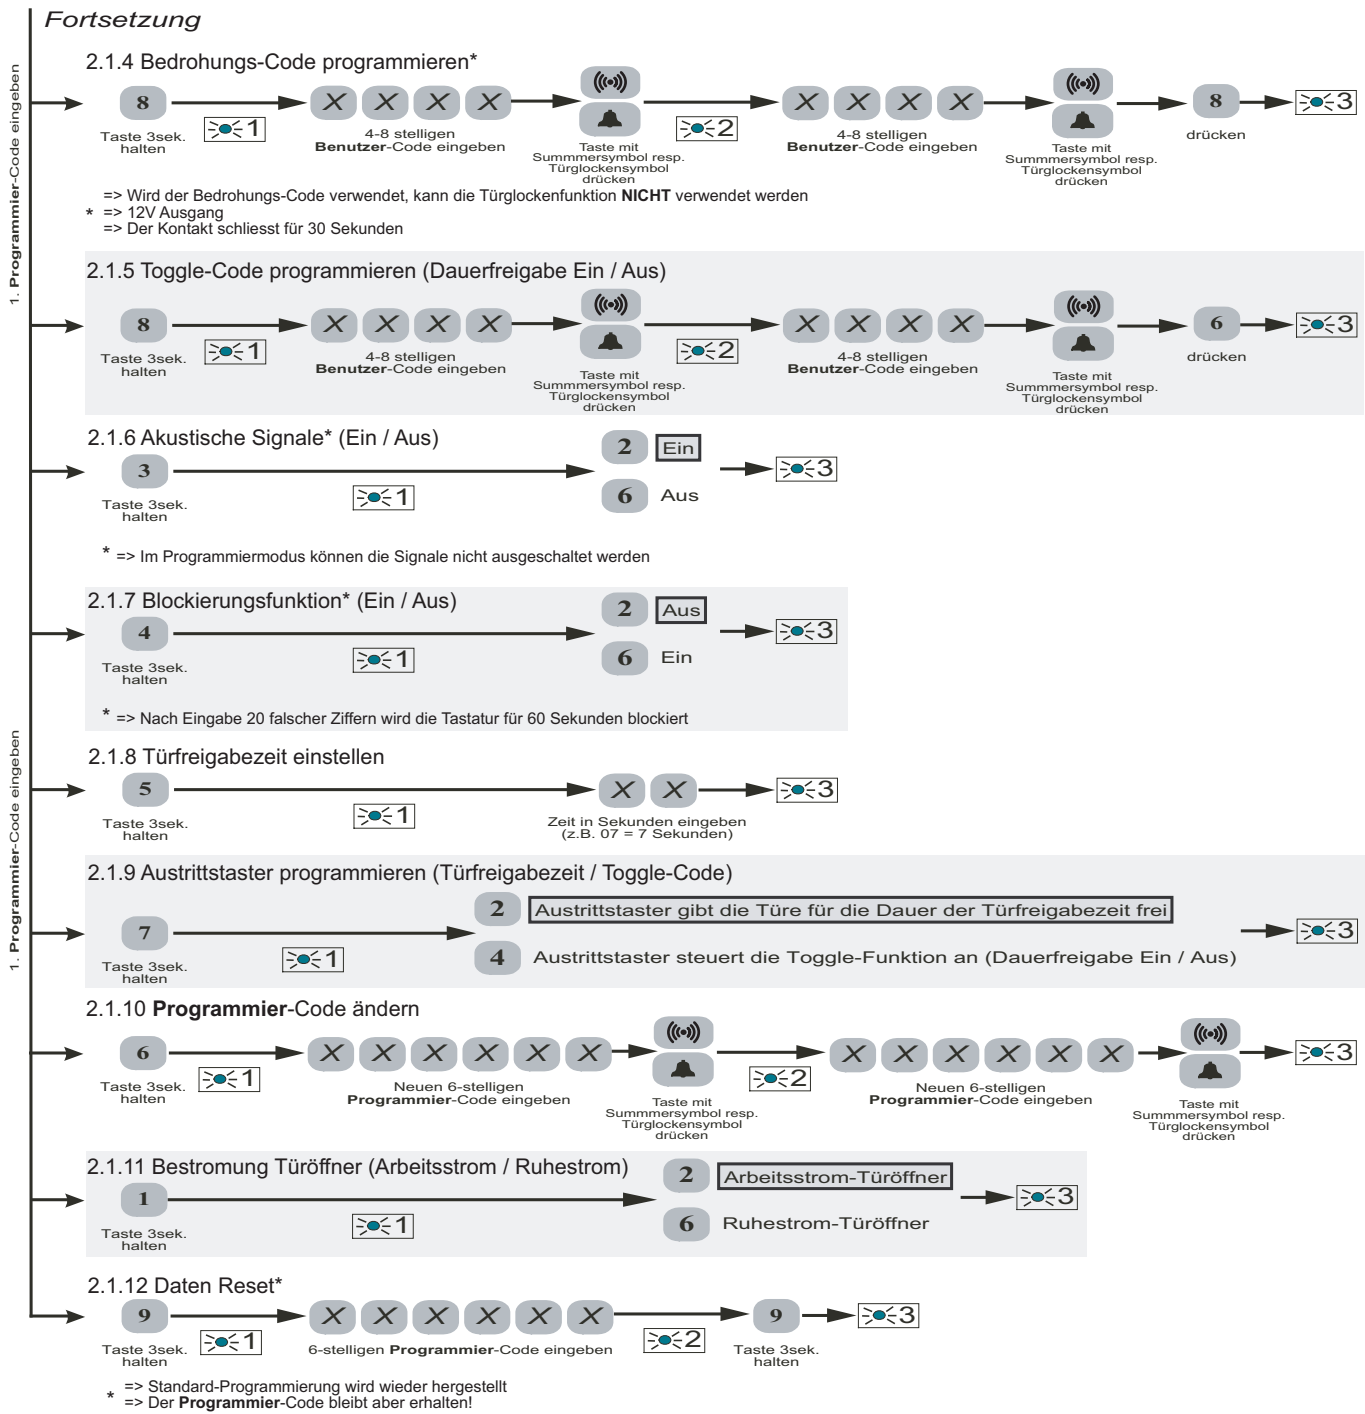 Fortsetzung
1. Programmier-Code eingeben
2.1.4 Bedrohungs-Code programmieren*
8 X X X X X X X X 8 3
1 2
Taste 3sek.
halten
4-8 stelligen
Benutzer-Code eingeben
Taste mit
Summmersymbol resp.
Türglockensymbol
drücken
4-8 stelligen
Benutzer-Code eingeben
Taste mit
Summmersymbol resp.
Türglockensymbol
drücken
drücken
=> Wird der Bedrohungs-Code verwendet, kann die Türglockenfunktion NICHT verwendet werden
* => 12V Ausgang
=> Der Kontakt schliesst für 30 Sekunden
2.1.5 Toggle-Code programmieren (Dauerfreigabe Ein / Aus)
8 X X X X X X X X 6 3
1 2
Taste 3sek.
halten
4-8 stelligen
Benutzer-Code eingeben
Taste mit
Summmersymbol resp.
Türglockensymbol
drücken
4-8 stelligen
Benutzer-Code eingeben
Taste mit
Summmersymbol resp.
Türglockensymbol
drücken
drücken
2.1.6 Akustische Signale* (Ein / Aus)
2 Ein
3 3
1
6 Aus
Taste 3sek.
halten
* => Im Programmiermodus können die Signale nicht ausgeschaltet werden
2.1.7 Blockierungsfunktion* (Ein / Aus)
2 Aus
4 3
1
6 Ein
Taste 3sek.
halten
* => Nach Eingabe 20 falscher Ziffern wird die Tastatur für 60 Sekunden blockiert
1. Programmier-Code eingeben
2.1.8 Türfreigabezeit einstellen
5 X X 3
1
Taste 3sek.
halten
Zeit in Sekunden eingeben
(z.B. 07 = 7 Sekunden)
2.1.9 Austrittstaster programmieren (Türfreigabezeit / Toggle-Code)
2 Austrittstaster gibt die Türe für die Dauer der Türfreigabezeit frei
7 3
1
4 Austrittstaster steuert die Toggle-Funktion an (Dauerfreigabe Ein / Aus)
Taste 3sek.
halten
2.1.10 Programmier-Code ändern
6 X X X X X X X X X X X X 3
1 2
Taste 3sek.
halten
Neuen 6-stelligen
Programmier-Code eingeben
Taste mit
Summmersymbol resp.
Türglockensymbol
drücken
Neuen 6-stelligen
Programmier-Code eingeben
Taste mit
Summmersymbol resp.
Türglockensymbol
drücken
2.1.11 Bestromung Türöffner (Arbeitsstrom / Ruhestrom)
2 Arbeitsstrom-Türöffner
1 3
1
6 Ruhestrom-Türöffner
Taste 3sek.
halten
2.1.12 Daten Reset*
9 X X X X X X 9 3
1 2
Taste 3sek.
halten
6-stelligen Programmier-Code eingeben
Taste 3sek.
halten
=> Standard-Programmierung wird wieder hergestellt
* => Der Programmier-Code bleibt aber erhalten!